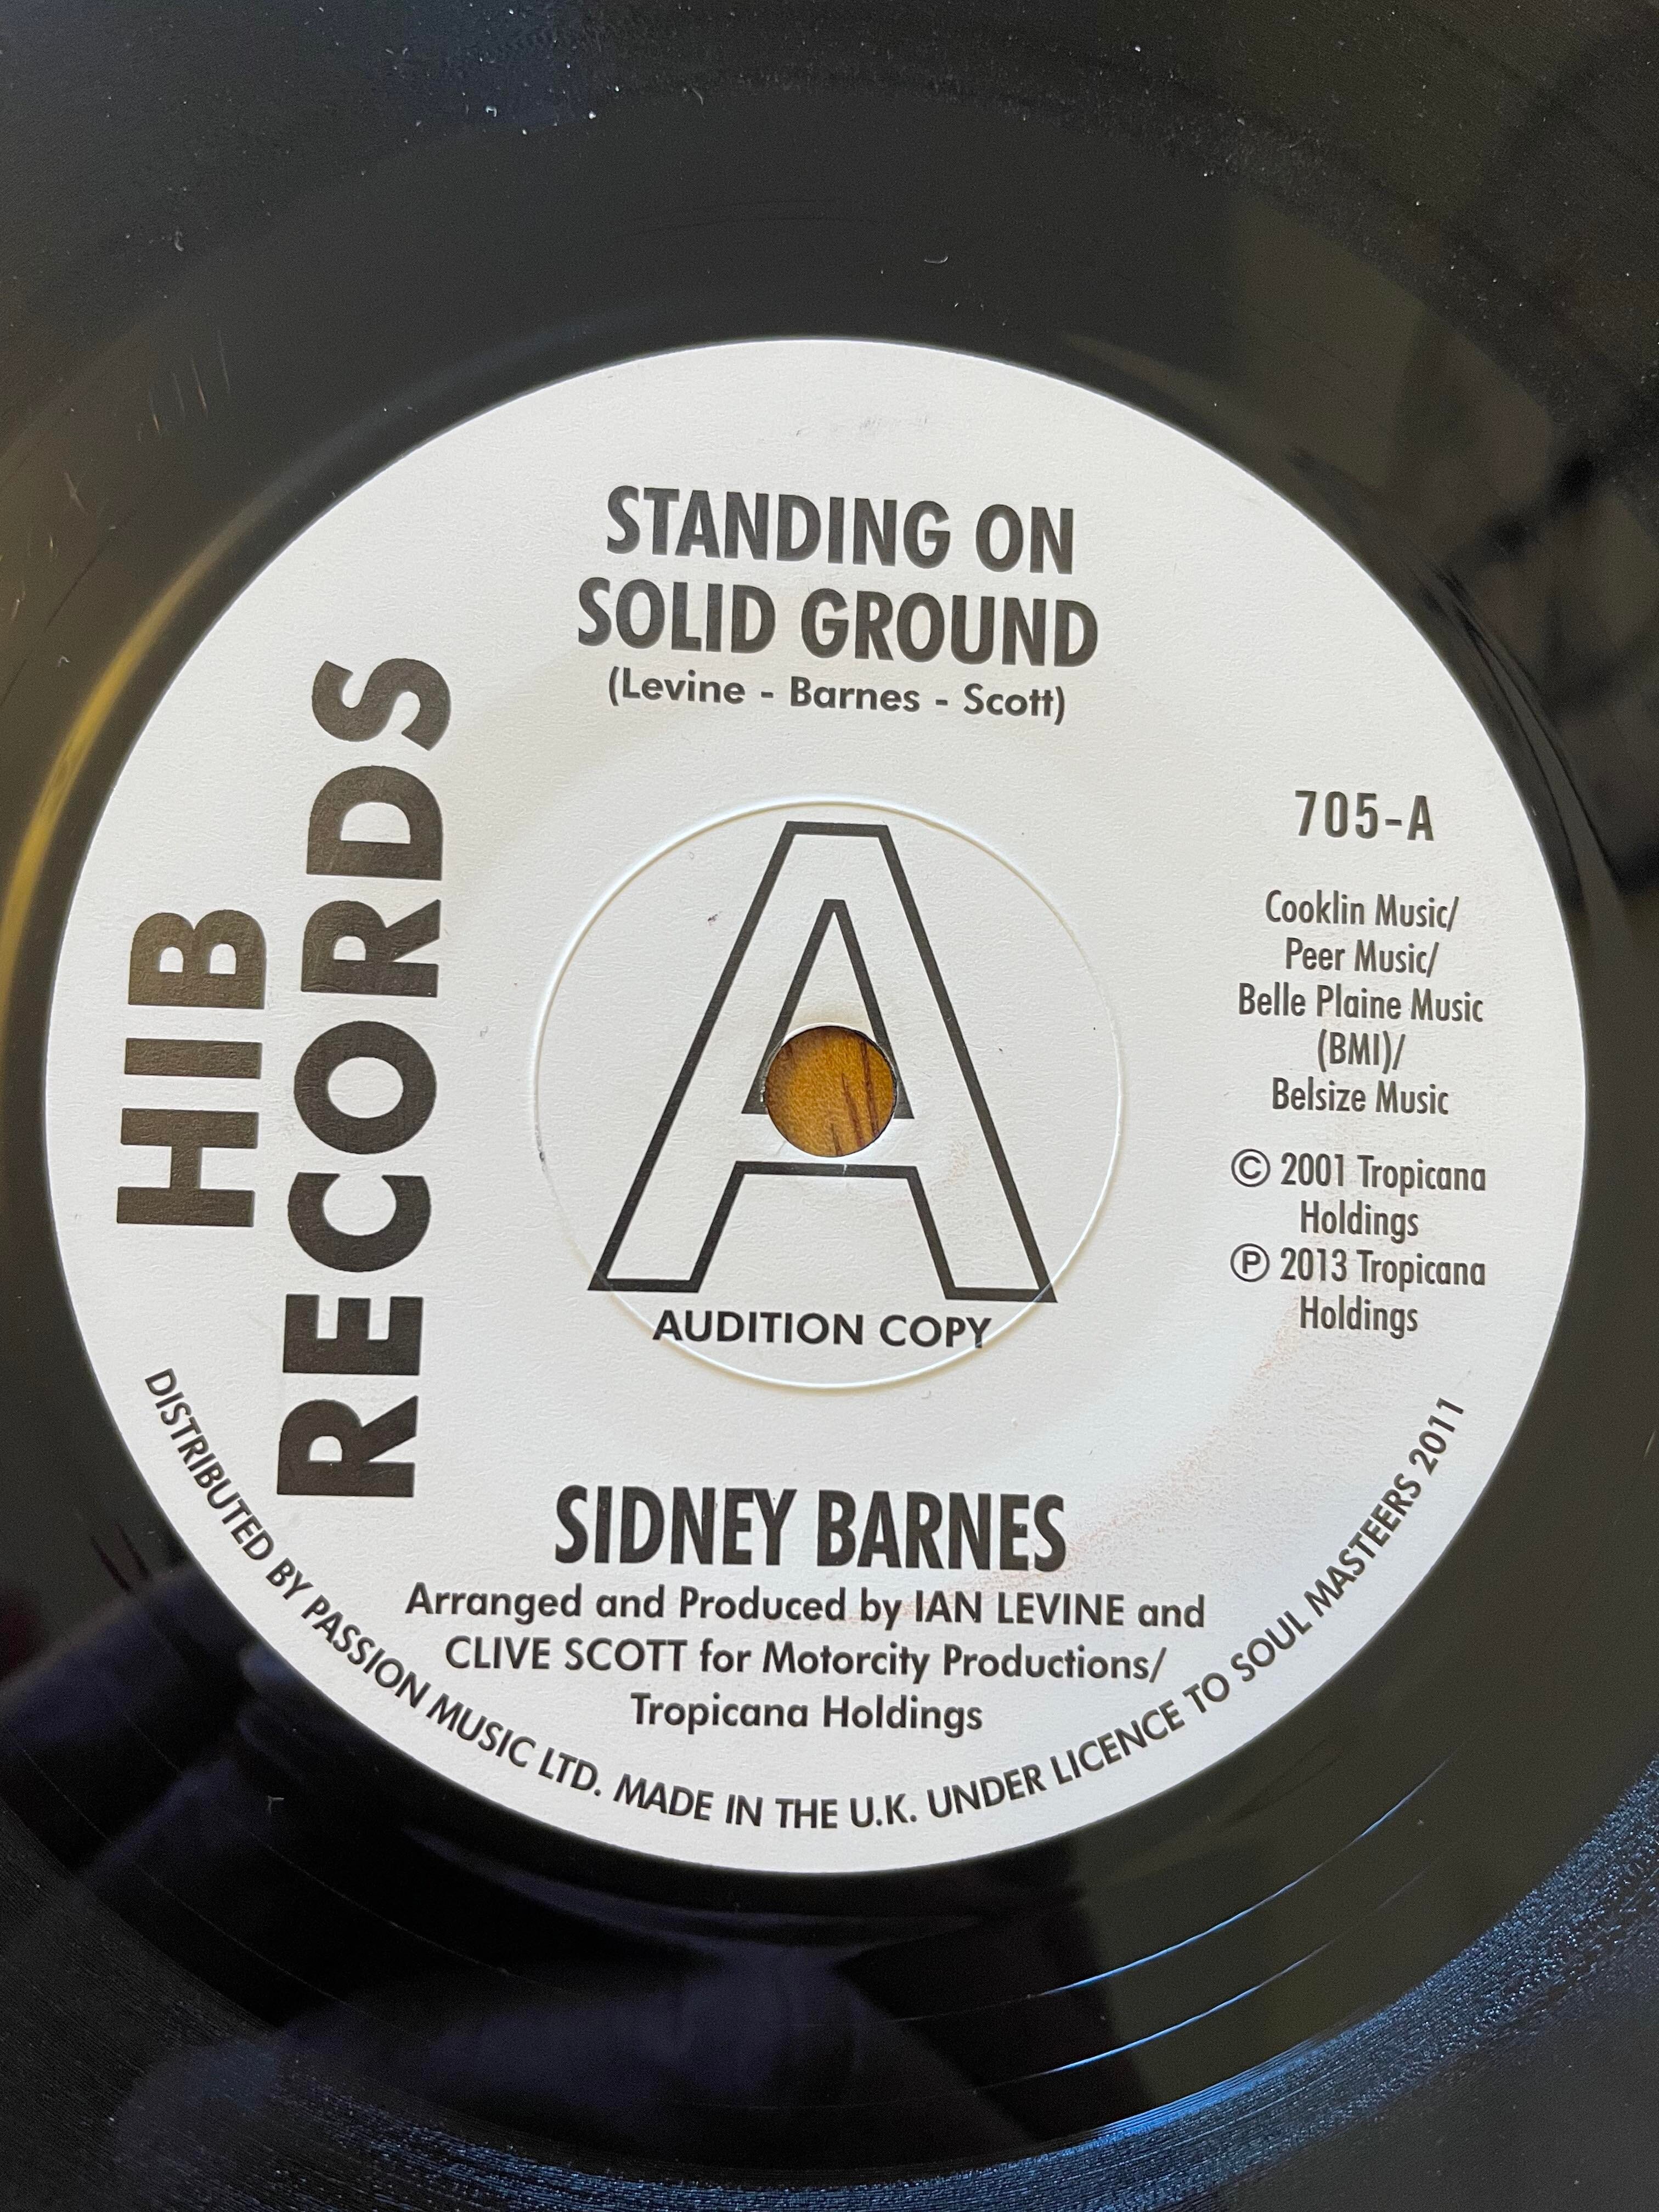 STANDING ON
SOLID GROUND
(Levine - Barnes - Scott)
HIB
RECORDS
705-A
Cooklin Music/
Peer Music/
Belle Plaine Music
(BMI)/
Belsize Music
© 2001 Tropicana
Holdings
℗ 2013 Tropicana
Holdings
A
AUDITION COPY
SIDNEY BARNES
Arranged and Produced by IAN LEVINE and
CLIVE SCOTT for Motorcity Productions/
Tropicana Holdings
DISTRIBUTED BY PASSION MUSIC LTD. MADE IN THE U.K. UNDER LICENCE TO SOUL MASTEERS 2011